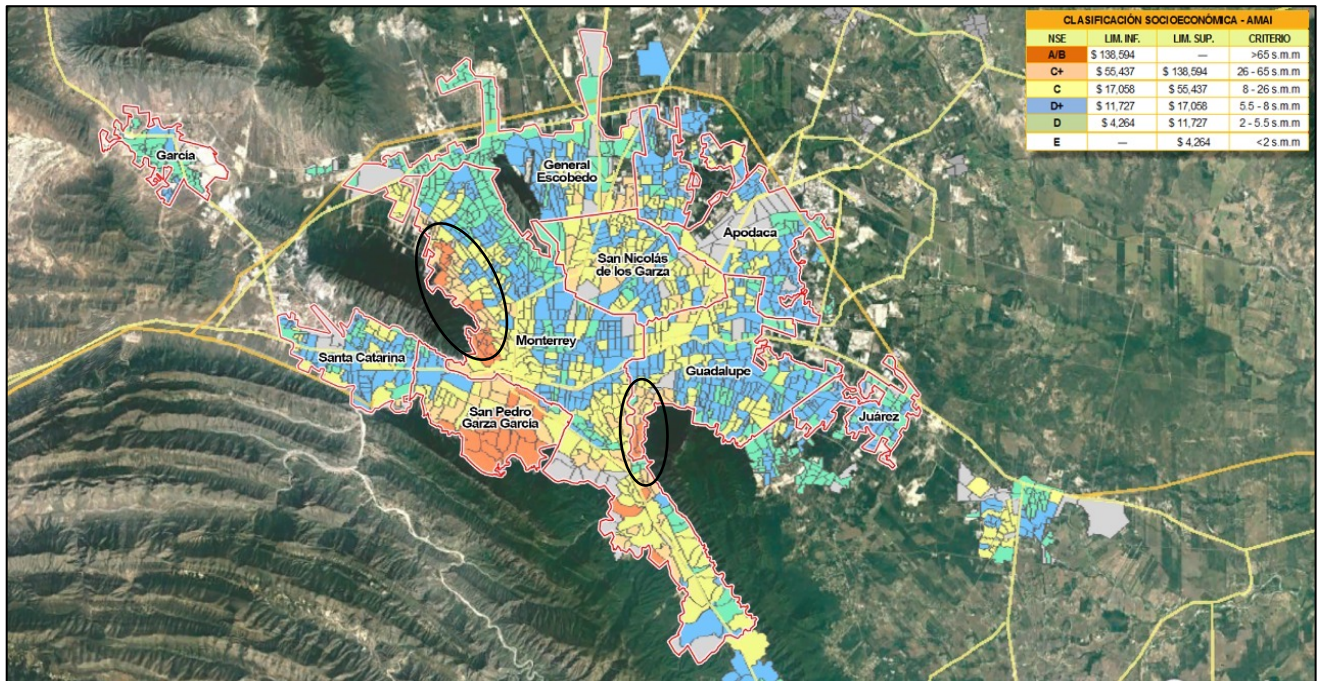 CLASIFICACIÓN SOCIOECONÓMICA - AMAI
NSE LIM. INF. LIM. SUP. CRITERIO
A/B $ 138,594 — >65 s.m.m
C+ $ 55,437 $ 138,594 26 - 65 s.m.m
C $ 17,058 $ 55,437 8 - 26 s.m.m
D+ $ 11,727 $ 17,058 5.5 - 8 s.m.m
D $ 4,264 $ 11,727 2 - 5.5 s.m.m
E — $ 4,264 <2 s.m.m
García
General
Escobedo
Apodaca
San Nicolás
de los Garza
Monterrey
Santa Catarina
Guadalupe
San Pedro
Garza García
Juárez